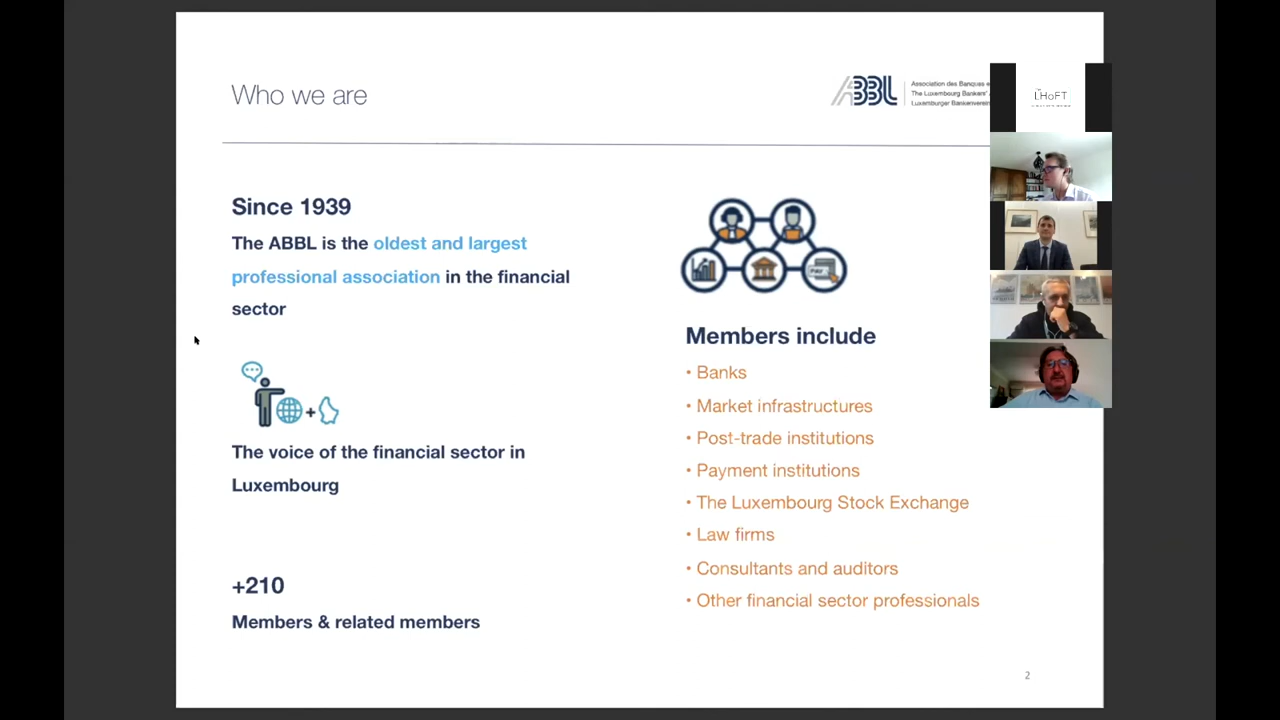 Who we are
ABBL
Association des Banques e
The Luxembourg Bankers'
Luxemburger Bankenverein
LHoFT
Since 1939
The ABBL is the oldest and largest
professional association in the financial
sector
The voice of the financial sector in
Luxembourg
+210
Members & related members
PAY
Members include
• Banks
• Market infrastructures
• Post-trade institutions
• Payment institutions
• The Luxembourg Stock Exchange
• Law firms
• Consultants and auditors
• Other financial sector professionals
2